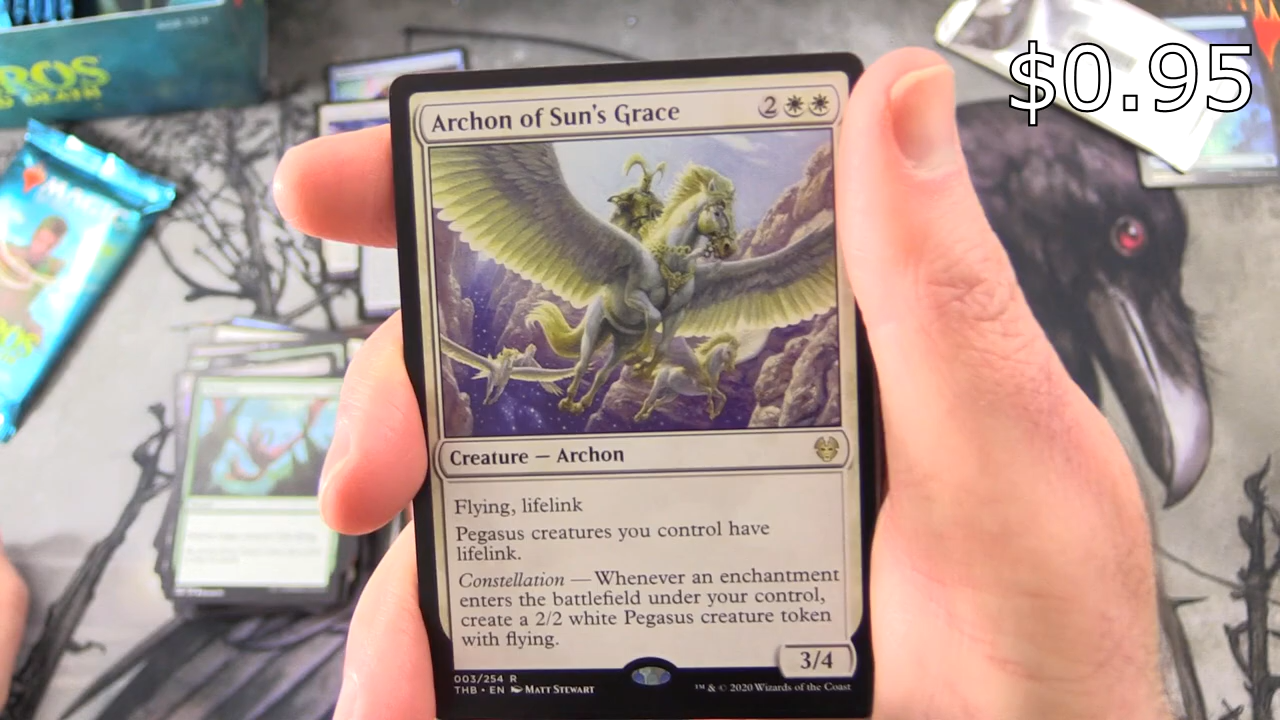 $0.95
Archon of Sun's Grace 2
Creature — Archon
Flying, lifelink
Pegasus creatures you control have
lifelink.
Constellation — Whenever an enchantment
enters the battlefield under your control,
create a 2/2 white Pegasus creature token
with flying.
3/4
003/254 R
THB • EN Matt Stewart
™ & © 2020 Wizards of the Coast